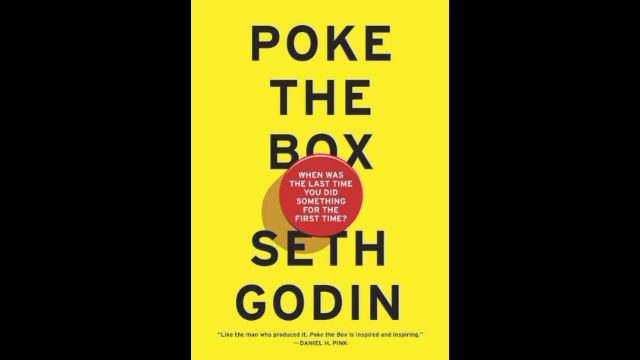 POKE
THE
BOX
WHEN WAS
THE LAST TIME
YOU DID
SOMETHING
FOR THE
FIRST TIME?
SETH
GODIN
"Like the man who produced it, Poke the Box is inspired and inspiring."
—DANIEL H. PINK